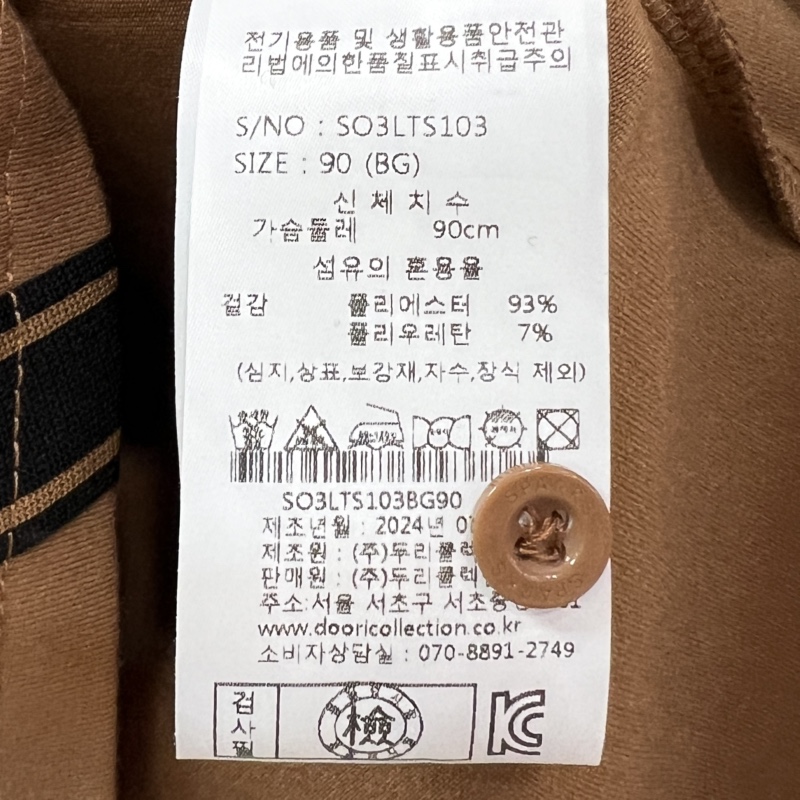 전기용품 및 생활용품안전관
리법에의한품질표시취급주의
S/NO : SO3LTS103
SIZE : 90 (BG)
신 체 치 수
가슴둘레 90cm
섬유의 혼용율
겉감 폴리에스터 93%
폴리우레탄 7%
(심지,상표,보강재,자수,장식 제외)
SO3LTS103BG90
제조년월 : 2024년
제조원 : (주)두리콜
판매원 : (주)두리콜
주소:서울 서초구
www.dooricollection.co.kr
소비자상담실 : 070-8891-2749
검사필
檢
KC